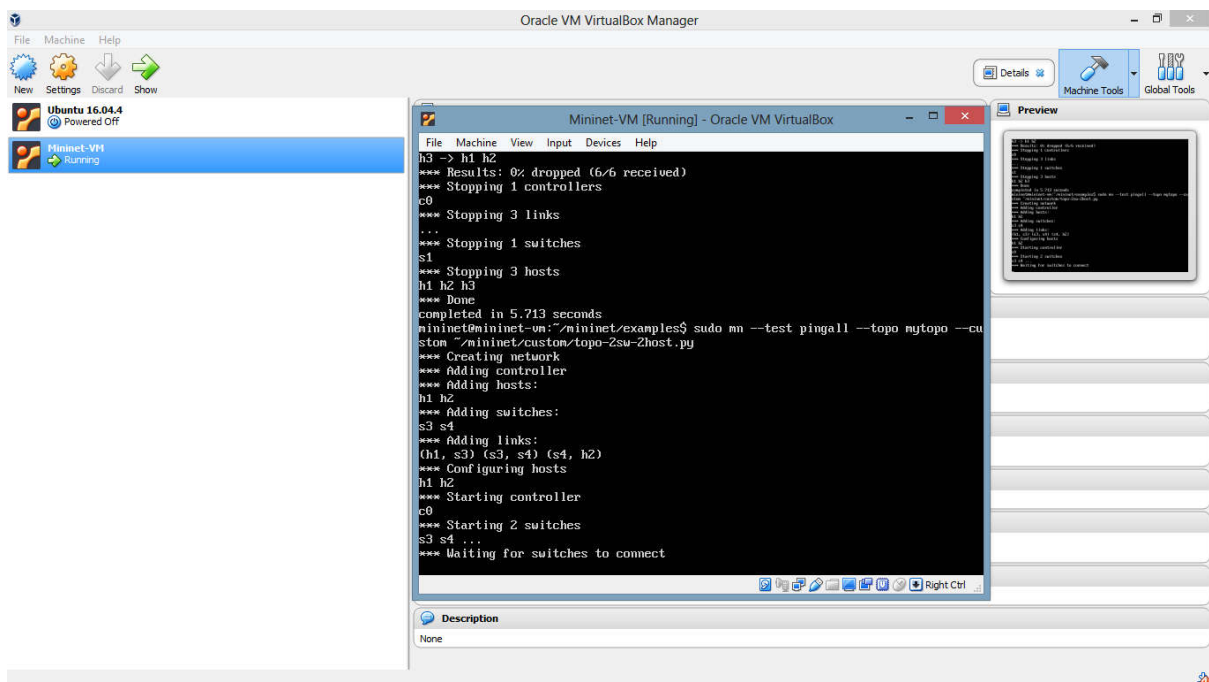 Oracle VM VirtualBox Manager
File Machine Help
New Settings Discard Show
Details
Machine Tools
Global Tools
Ubuntu 16.04.4
Powered Off
Mininet-VM
Running
Preview
Mininet-VM [Running] - Oracle VM VirtualBox
File Machine View Input Devices Help
h3 -> h1 h2
*** Results: 0% dropped (6/6 received)
*** Stopping 1 controllers
c0
*** Stopping 3 links
...
*** Stopping 1 switches
s1
*** Stopping 3 hosts
h1 h2 h3
*** Done
completed in 5.713 seconds
mininet@mininet-vm:~/mininet/examples$ sudo mn --test pingall --topo mytopo --cu
stom ~/mininet/custom/topo-2sw-2host.py
*** Creating network
*** Adding controller
*** Adding hosts:
h1 h2
*** Adding switches:
s3 s4
*** Adding links:
(h1, s3) (s3, s4) (s4, h2)
*** Configuring hosts
h1 h2
*** Starting controller
c0
*** Starting 2 switches
s3 s4 ...
*** Waiting for switches to connect
Right Ctrl
Description
None